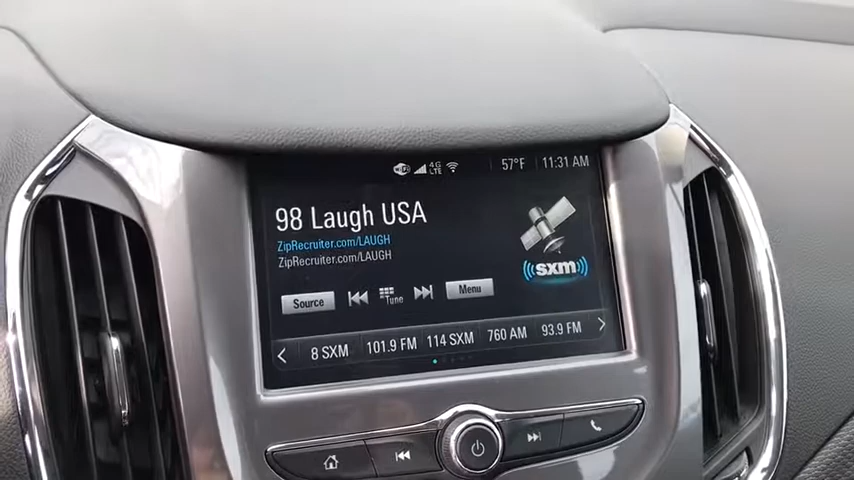 4G LTE 57°F 11:31 AM
98 Laugh USA
ZipRecruiter.com/LAUGH
ZipRecruiter.com/LAUGH
sxm
Source Tune Menu
8 SXM 101.9 FM 114 SXM 760 AM 93.9 FM